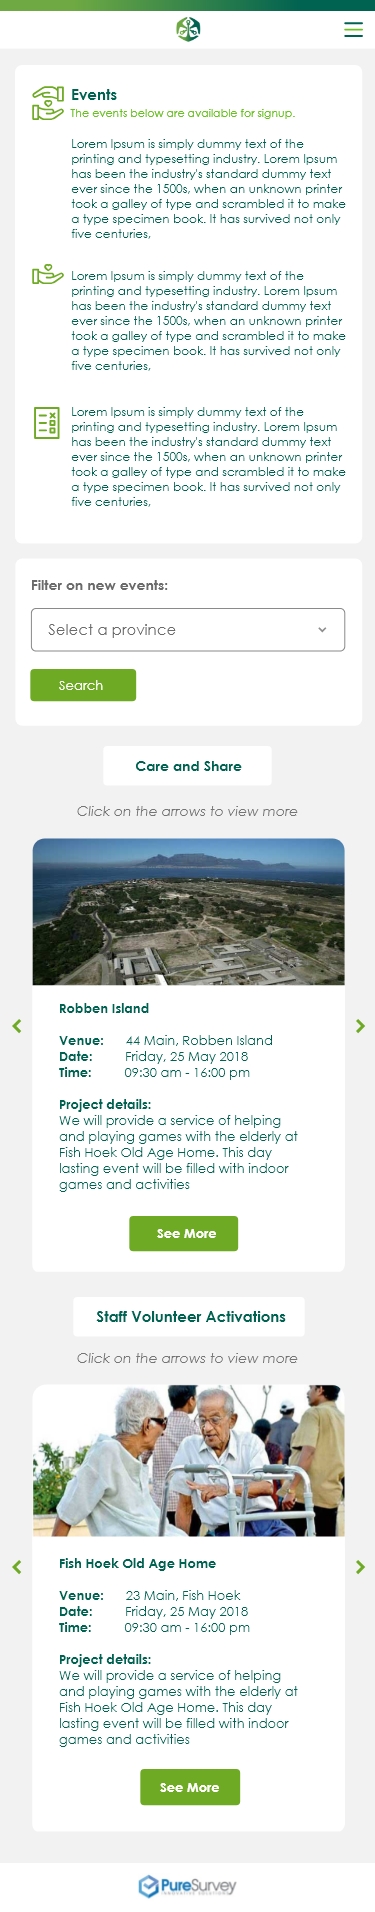 Events
The events below are available for signup.
Lorem Ipsum is simply dummy text of the
printing and typesetting industry. Lorem Ipsum
has been the industry's standard dummy text
ever since the 1500s, when an unknown printer
took a galley of type and scrambled it to make
a type specimen book. It has survived not only
five centuries,
Lorem Ipsum is simply dummy text of the
printing and typesetting industry. Lorem Ipsum
has been the industry's standard dummy text
ever since the 1500s, when an unknown printer
took a galley of type and scrambled it to make
a type specimen book. It has survived not only
five centuries,
Lorem Ipsum is simply dummy text of the
printing and typesetting industry. Lorem Ipsum
has been the industry's standard dummy text
ever since the 1500s, when an unknown printer
took a galley of type and scrambled it to make
a type specimen book. It has survived not only
five centuries,
Filter on new events:
Select a province
Search
Care and Share
Click on the arrows to view more
Robben Island
Venue: 44 Main, Robben Island
Date: Friday, 25 May 2018
Time: 09:30 am - 16:00 pm
Project details:
We will provide a service of helping
and playing games with the elderly at
Fish Hoek Old Age Home. This day
lasting event will be filled with indoor
games and activities
See More
Staff Volunteer Activations
Click on the arrows to view more
Fish Hoek Old Age Home
Venue: 23 Main, Fish Hoek
Date: Friday, 25 May 2018
Time: 09:30 am - 16:00 pm
Project details:
We will provide a service of helping
and playing games with the elderly at
Fish Hoek Old Age Home. This day
lasting event will be filled with indoor
games and activities
See More
PureSurvey
INNOVATIVE SOLUTIONS